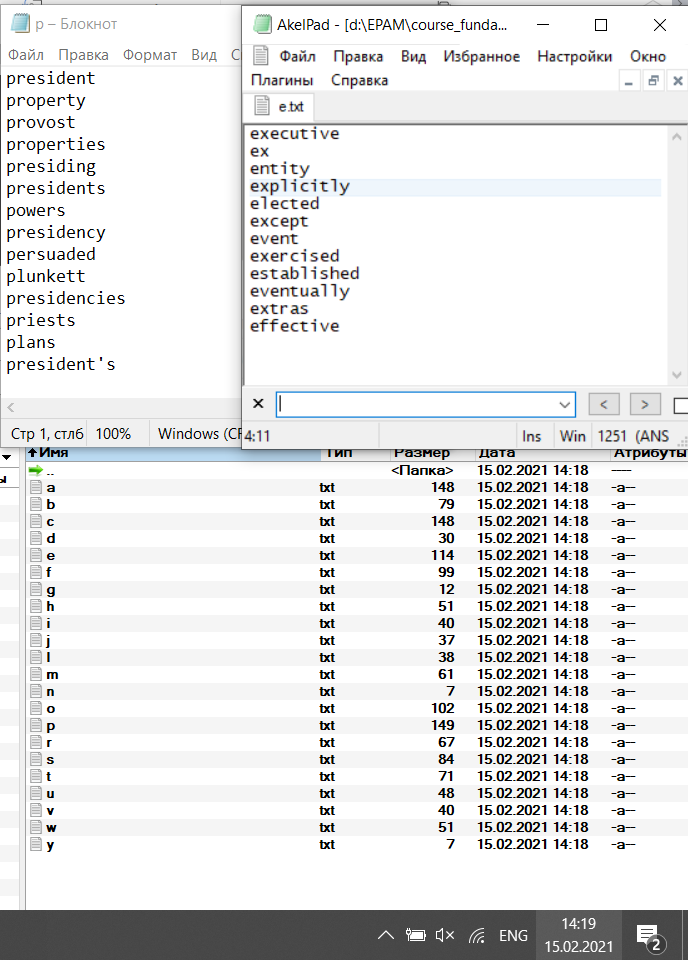 p – Блокнот
Файл Правка Формат Вид С
president
property
provost
properties
presiding
presidents
powers
presidency
persuaded
plunkett
presidencies
priests
plans
president's
Стр 1, стлб 100% Windows (CF
AkelPad - [d:\EPAM\course_funda...
Файл Правка Вид Избранное Настройки Окно
Плагины Справка
e.txt
executive
ex
entity
explicitly
elected
except
event
exercised
established
eventually
extras
effective
4:11 Ins Win 1251 (ANS
ы
Имя Тип Размер Дата Атрибуты
.. <Папка> 15.02.2021 14:18 ----
a txt 148 15.02.2021 14:18 -a--
b txt 79 15.02.2021 14:18 -a--
c txt 148 15.02.2021 14:18 -a--
d txt 30 15.02.2021 14:18 -a--
e txt 114 15.02.2021 14:18 -a--
f txt 99 15.02.2021 14:18 -a--
g txt 12 15.02.2021 14:18 -a--
h txt 51 15.02.2021 14:18 -a--
i txt 40 15.02.2021 14:18 -a--
j txt 37 15.02.2021 14:18 -a--
l txt 38 15.02.2021 14:18 -a--
m txt 61 15.02.2021 14:18 -a--
n txt 7 15.02.2021 14:18 -a--
o txt 102 15.02.2021 14:18 -a--
p txt 149 15.02.2021 14:18 -a--
r txt 67 15.02.2021 14:18 -a--
s txt 84 15.02.2021 14:18 -a--
t txt 71 15.02.2021 14:18 -a--
u txt 48 15.02.2021 14:18 -a--
v txt 40 15.02.2021 14:18 -a--
w txt 51 15.02.2021 14:18 -a--
y txt 7 15.02.2021 14:18 -a--
ENG
14:19
15.02.2021
2